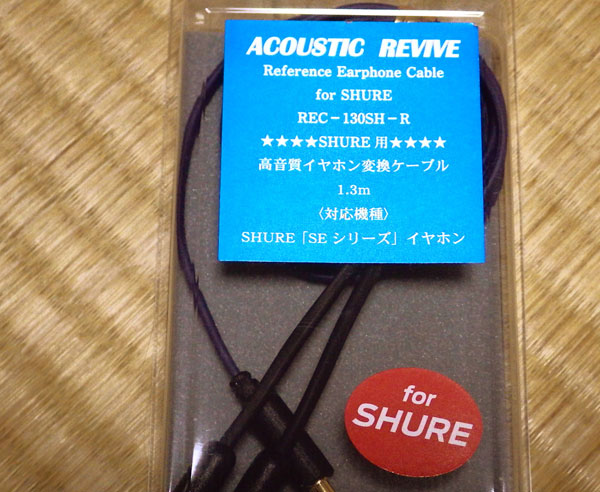 ACOUSTIC REVIVE
Reference Earphone Cable
for SHURE
REC－130SH－R
★★★★SHURE用★★★★
高音質イヤホン変換ケーブル
1.3m
〈対応機種〉
SHURE「SEシリーズ」イヤホン
for
SHURE